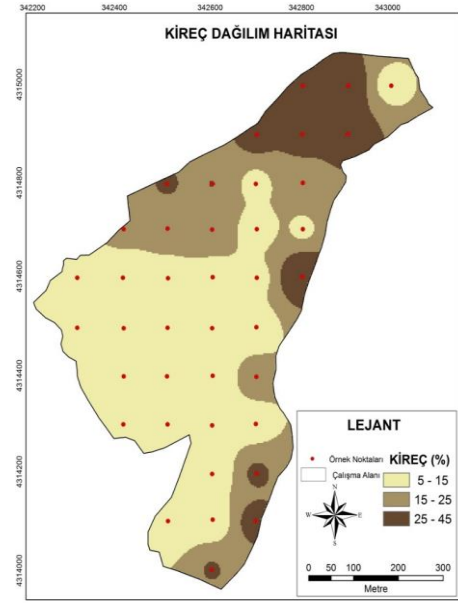 342200 342400 342600 342800 343000
KİREÇ DAĞILIM HARİTASI
4315000
4314800
4314600
4314400
4314200
4314000
LEJANT
Örnek Noktaları
Çalışma Alanı
KİREÇ (%)
5 - 15
15 - 25
25 - 45
N
W E
S
0 50 100 200 300
Metre